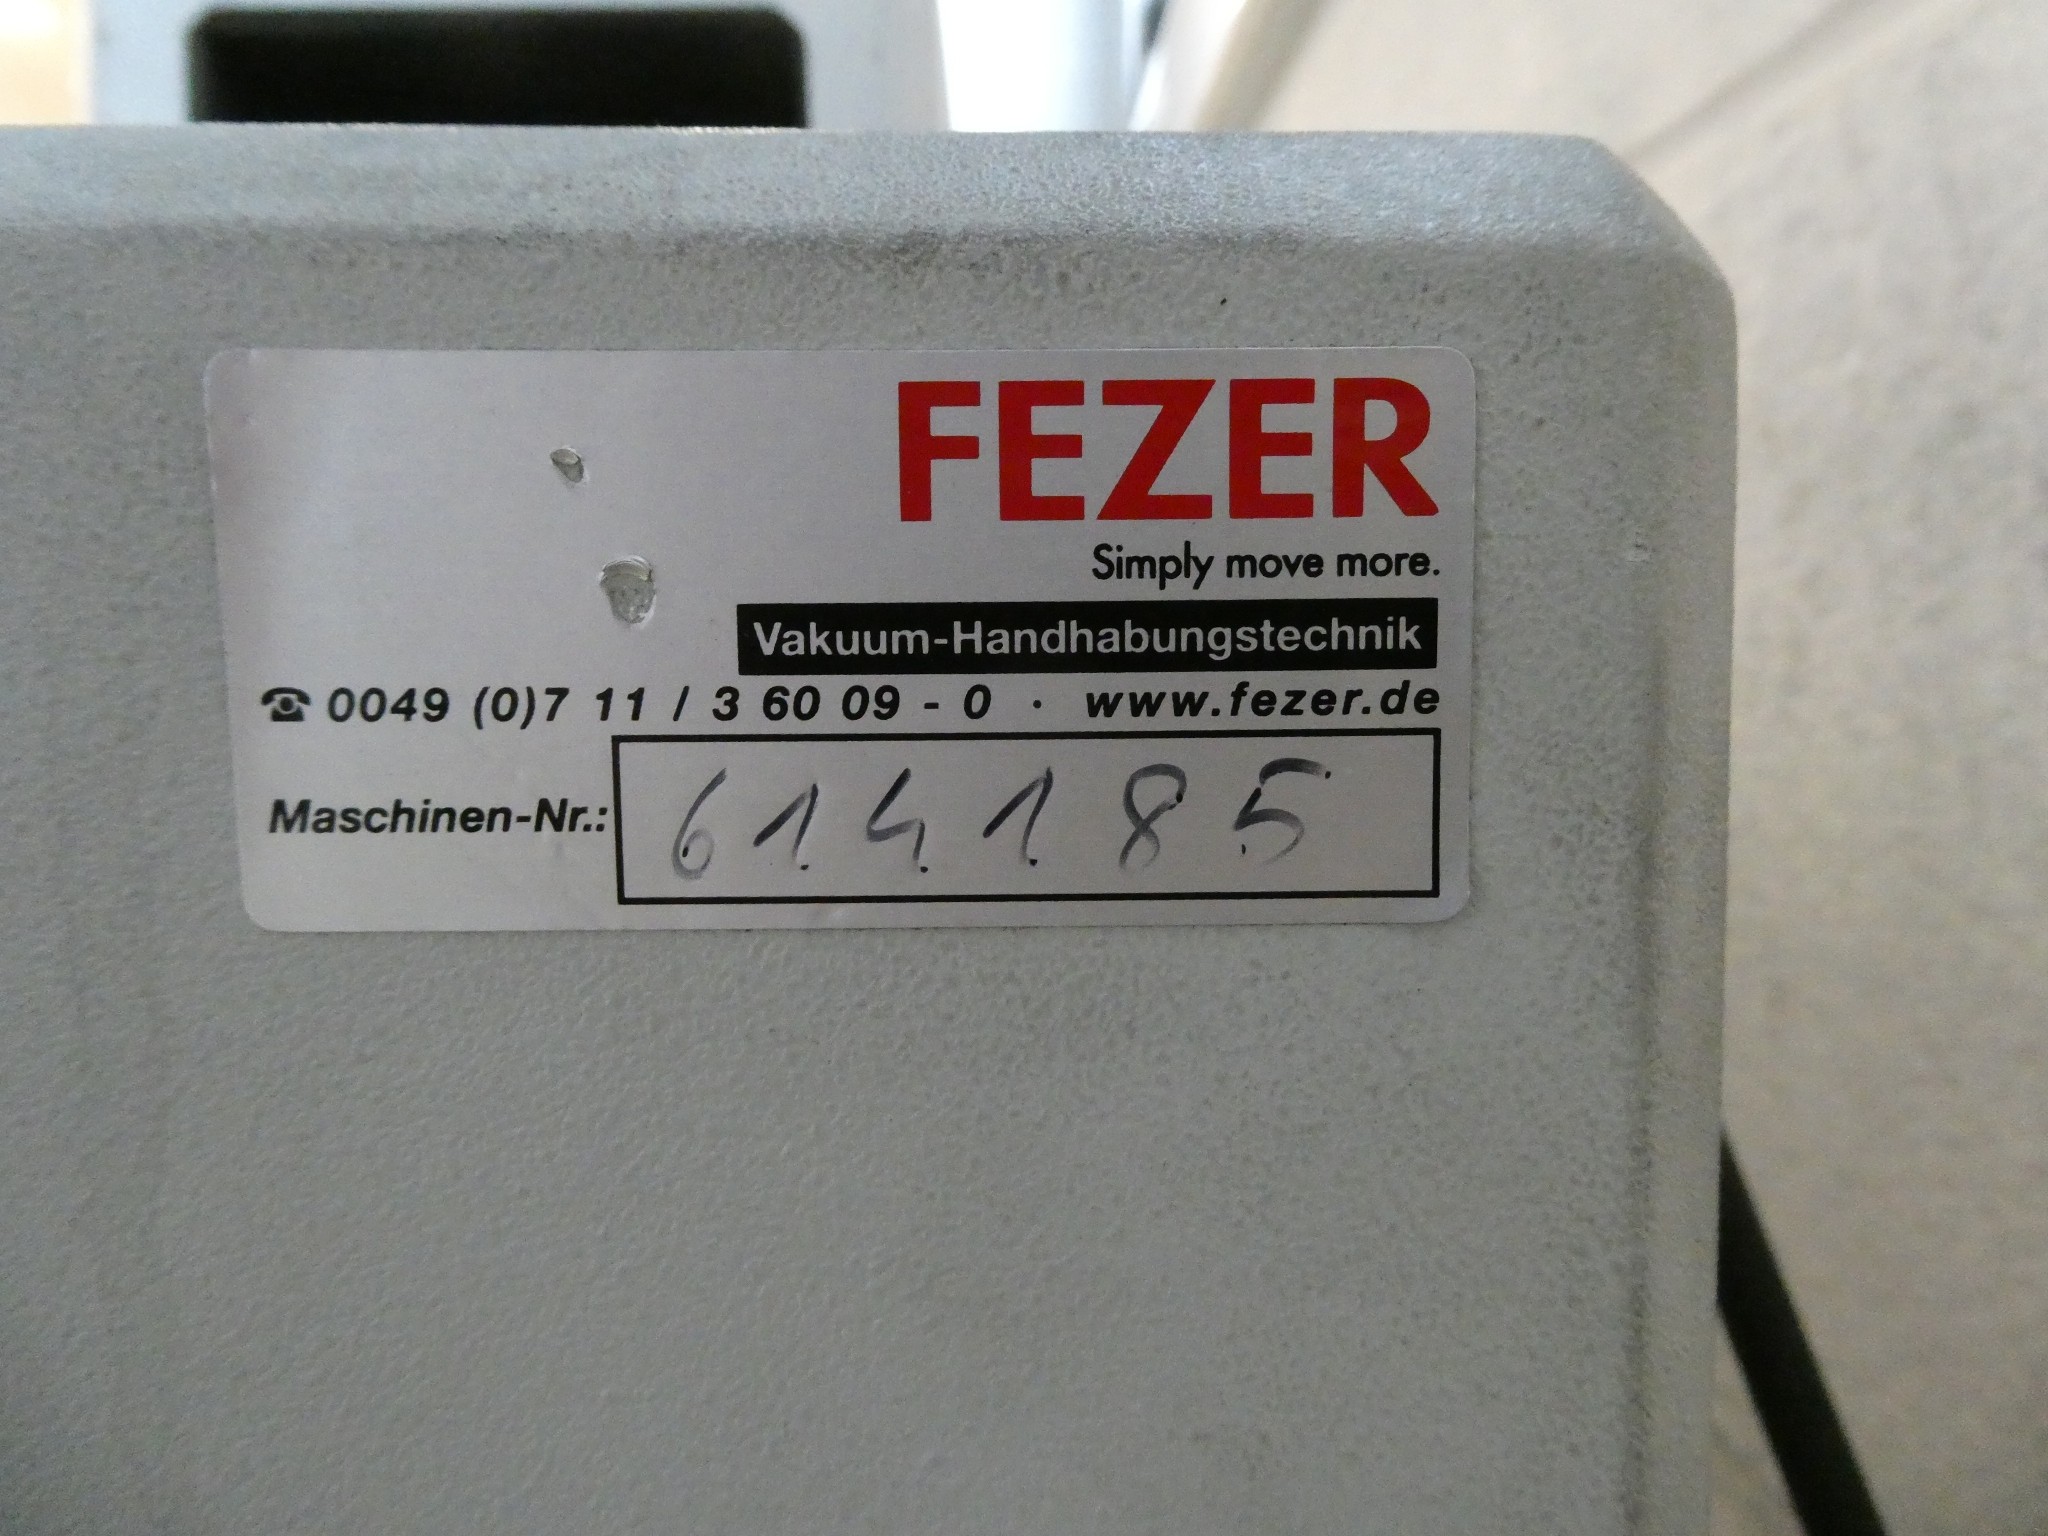 FEZER
Simply move more.
Vakuum-Handhabungstechnik
☎ 0049 (0)7 11 / 3 60 09 - 0 · www.fezer.de
Maschinen-Nr.: 614185